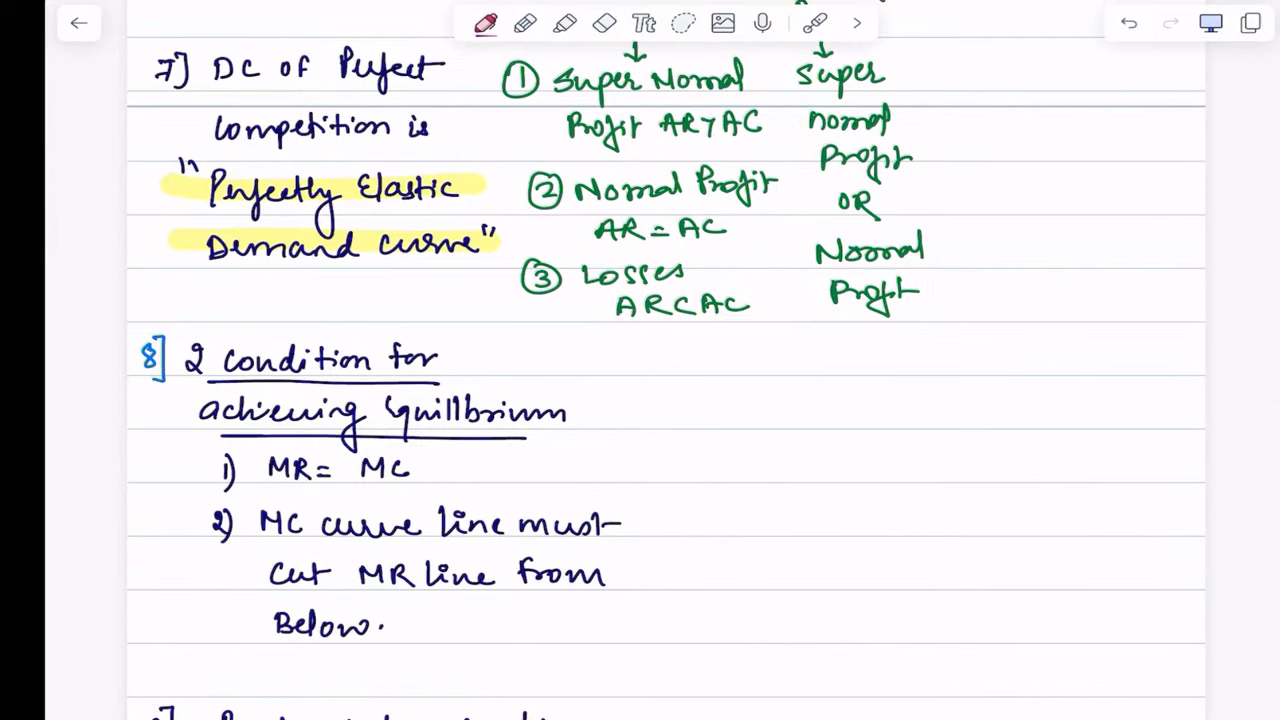 Tt
7] DC of Perfect
Competition is
"Perfectly Elastic
Demand curve"
① Super Normal
Profit AR>AC
② Normal Profit
AR = AC
③ Losses
AR<AC
Super
normal
Profit
OR
Normal
Profit
8] 2 condition for
achieving Equillbrium
1) MR = MC
2) MC curve line must
cut MR line from
Below.